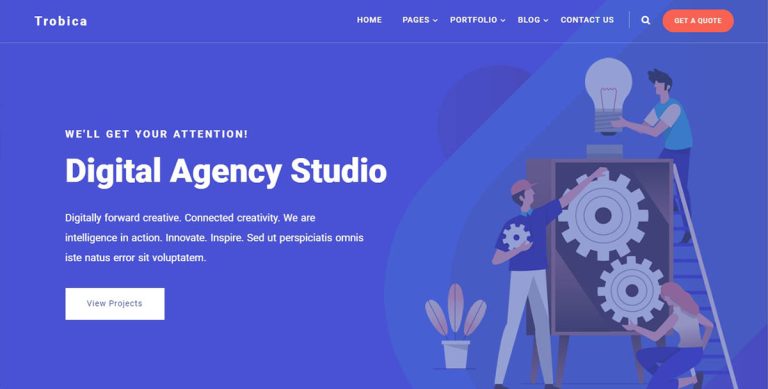 Trobica
HOME PAGES PORTFOLIO BLOG CONTACT US GET A QUOTE
WE'LL GET YOUR ATTENTION!
Digital Agency Studio
Digitally forward creative. Connected creativity. We are
intelligence in action. Innovate. Inspire. Sed ut perspiciatis omnis
iste natus error sit voluptatem.
View Projects